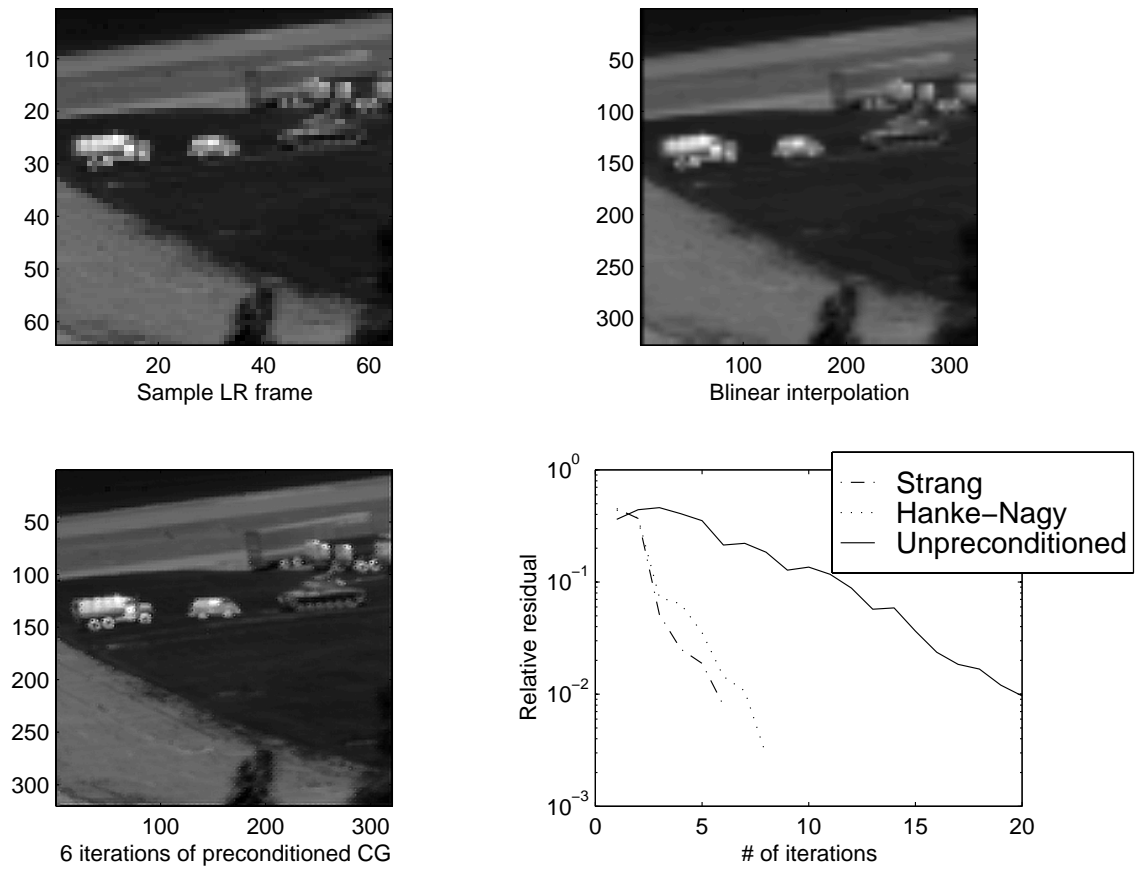 10
20
30
40
50
60
20 40 60
Sample LR frame
50
100
150
200
250
300
100 200 300
Blinear interpolation
50
100
150
200
250
300
100 200 300
6 iterations of preconditioned CG
10^0
10^−1
10^−2
10^−3
Relative residual
0 5 10 15 20
# of iterations
Strang
Hanke−Nagy
Unpreconditioned